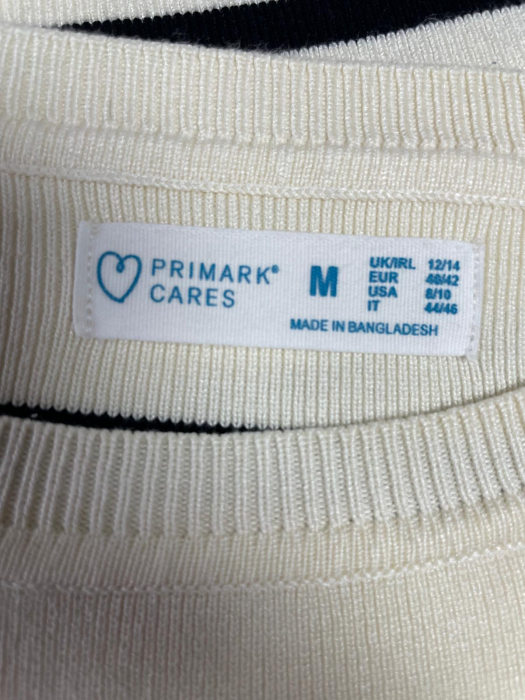 PRIMARK®
CARES
M
UK/IRL 12/14
EUR 40/42
USA 8/10
IT 44/46
MADE IN BANGLADESH